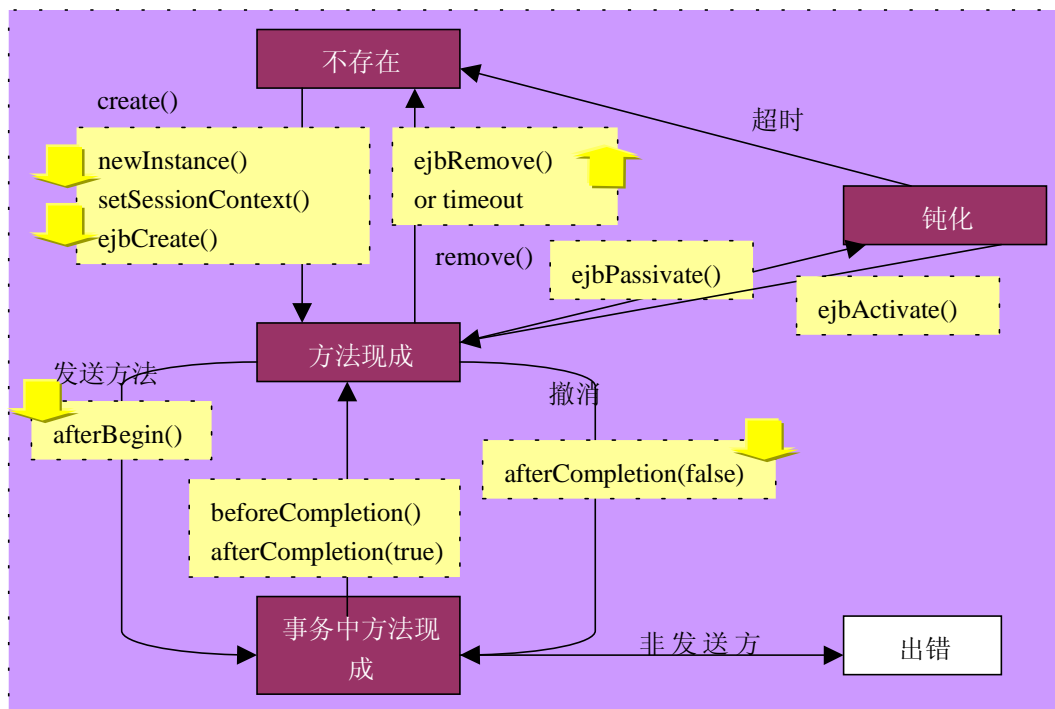 不存在
create()
超时
newInstance()
setSessionContext()
ejbCreate()
ejbRemove()
or timeout
钝化
remove()
ejbPassivate()
ejbActivate()
方法现成
发送方法
撤消
afterBegin()
afterCompletion(false)
beforeCompletion()
afterCompletion(true)
事务中方法现
成
非发送方
出错